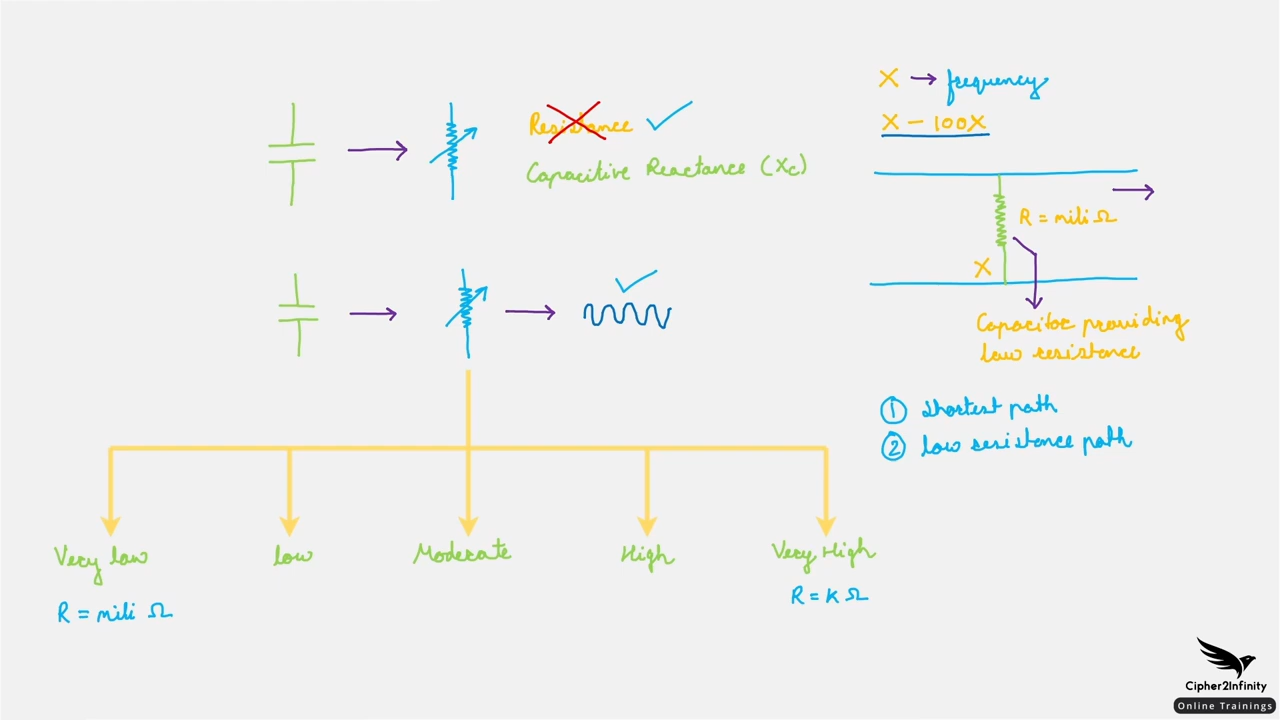 Resistance
Capacitive Reactance (Xc)
Very low
low
Moderate
High
Very High
R = mili Ω
R = K Ω
X → frequency
X - 100X
R = mili Ω
X
Capacitor providing
low resistance
① Shortest path
② low resistance path
Cipher2Infinity
Online Trainings